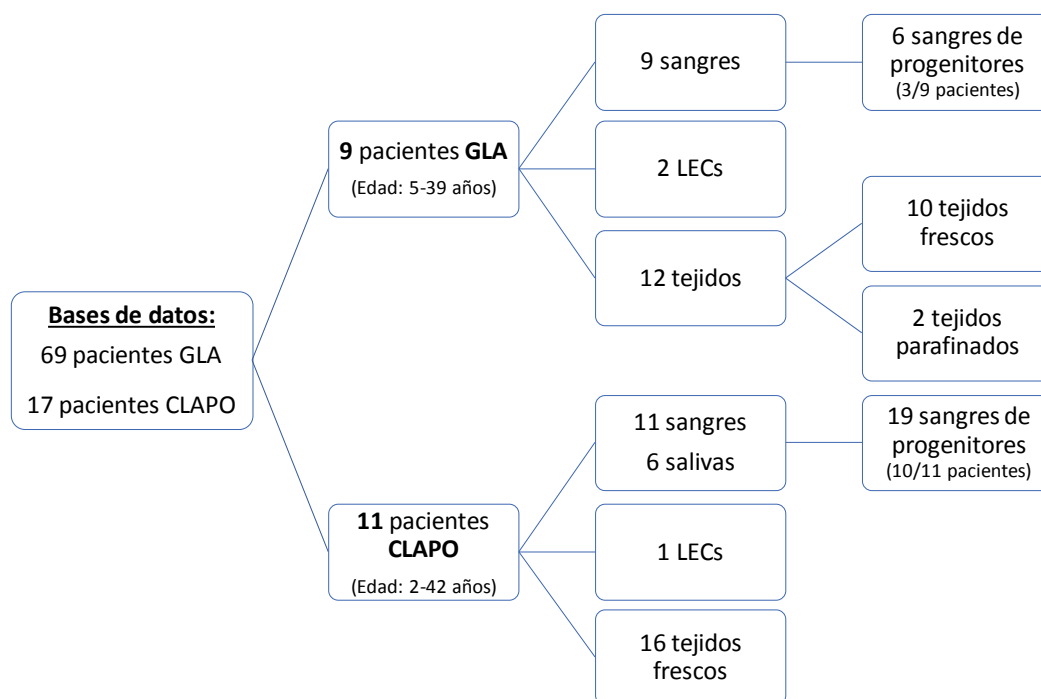 Bases de datos:
69 pacientes GLA
17 pacientes CLAPO
9 pacientes GLA
(Edad: 5-39 años)
9 sangres
6 sangres de
progenitores
(3/9 pacientes)
2 LECs
12 tejidos
10 tejidos
frescos
2 tejidos
parafinados
11 pacientes
CLAPO
(Edad: 2-42 años)
11 sangres
6 salivas
19 sangres de
progenitores
(10/11 pacientes)
1 LECs
16 tejidos
frescos